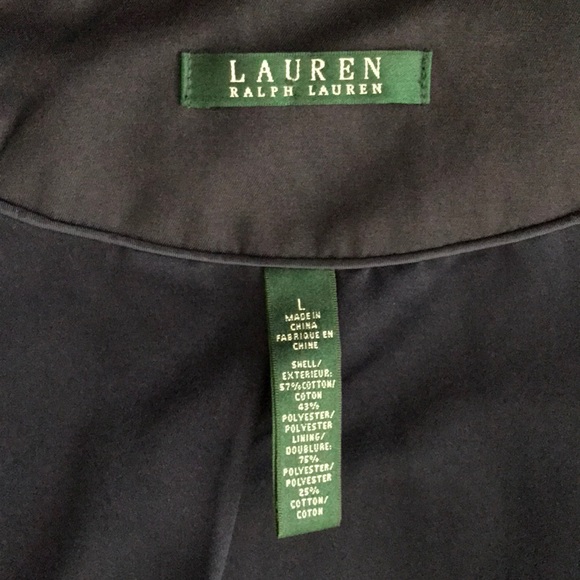 LAUREN
RALPH LAUREN
L
MADE IN
CHINA
FABRIQUE EN
CHINE
SHELL/
EXTERIEUR:
57% COTTON/
COTON
43%
POLYESTER/
POLYESTER
LINING/
DOUBLURE:
75%
POLYESTER/
POLYESTER
25%
COTTON/
COTON